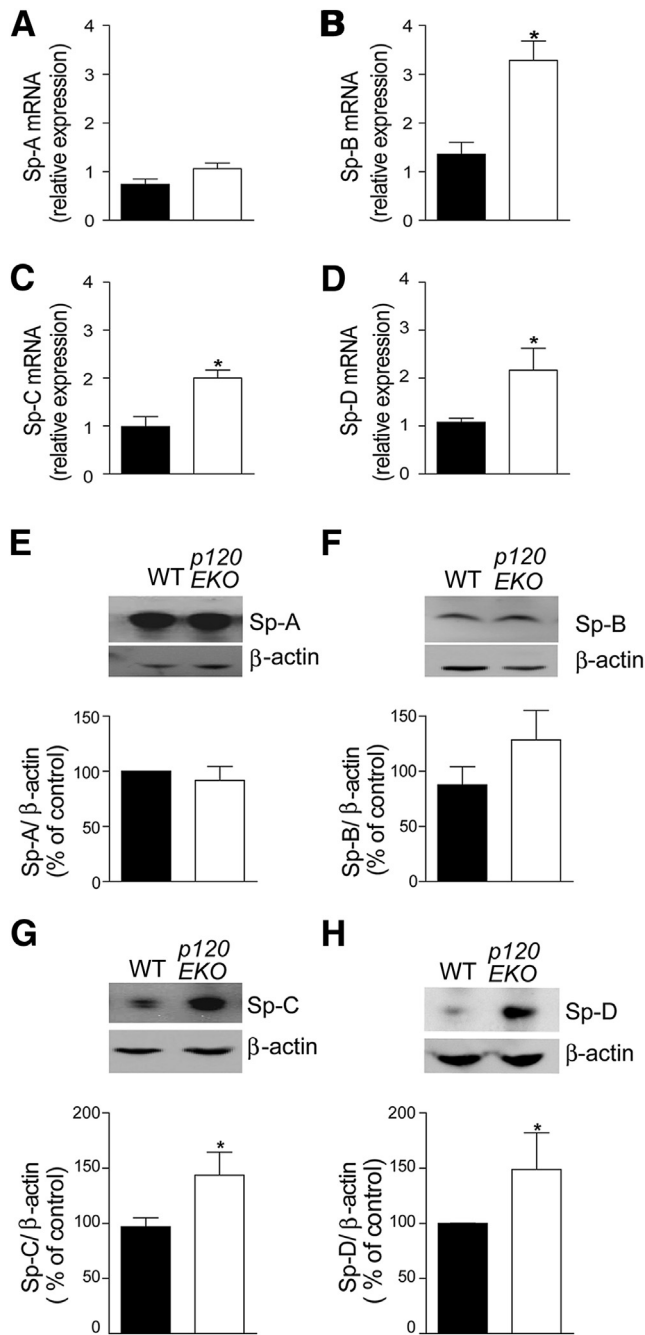 A
Sp-A mRNA
(relative expression)
4
3
2
1
0
B
Sp-B mRNA
(relative expression)
4
3
2
1
0
*
C
Sp-C mRNA
(relative expression)
4
3
2
1
0
*
D
Sp-D mRNA
(relative expression)
4
3
2
1
0
*
E
WT
p120
EKO
Sp-A
β-actin
Sp-A/ β-actin
(% of control)
150
100
50
0
F
WT
p120
EKO
Sp-B
β-actin
Sp-B/ β-actin
(% of control)
150
100
50
0
G
WT
p120
EKO
Sp-C
β-actin
Sp-C/ β-actin
( % of control)
200
150
100
50
0
*
H
WT
p120
EKO
Sp-D
β-actin
Sp-D/ β-actin
( % of control)
200
150
100
50
0
*